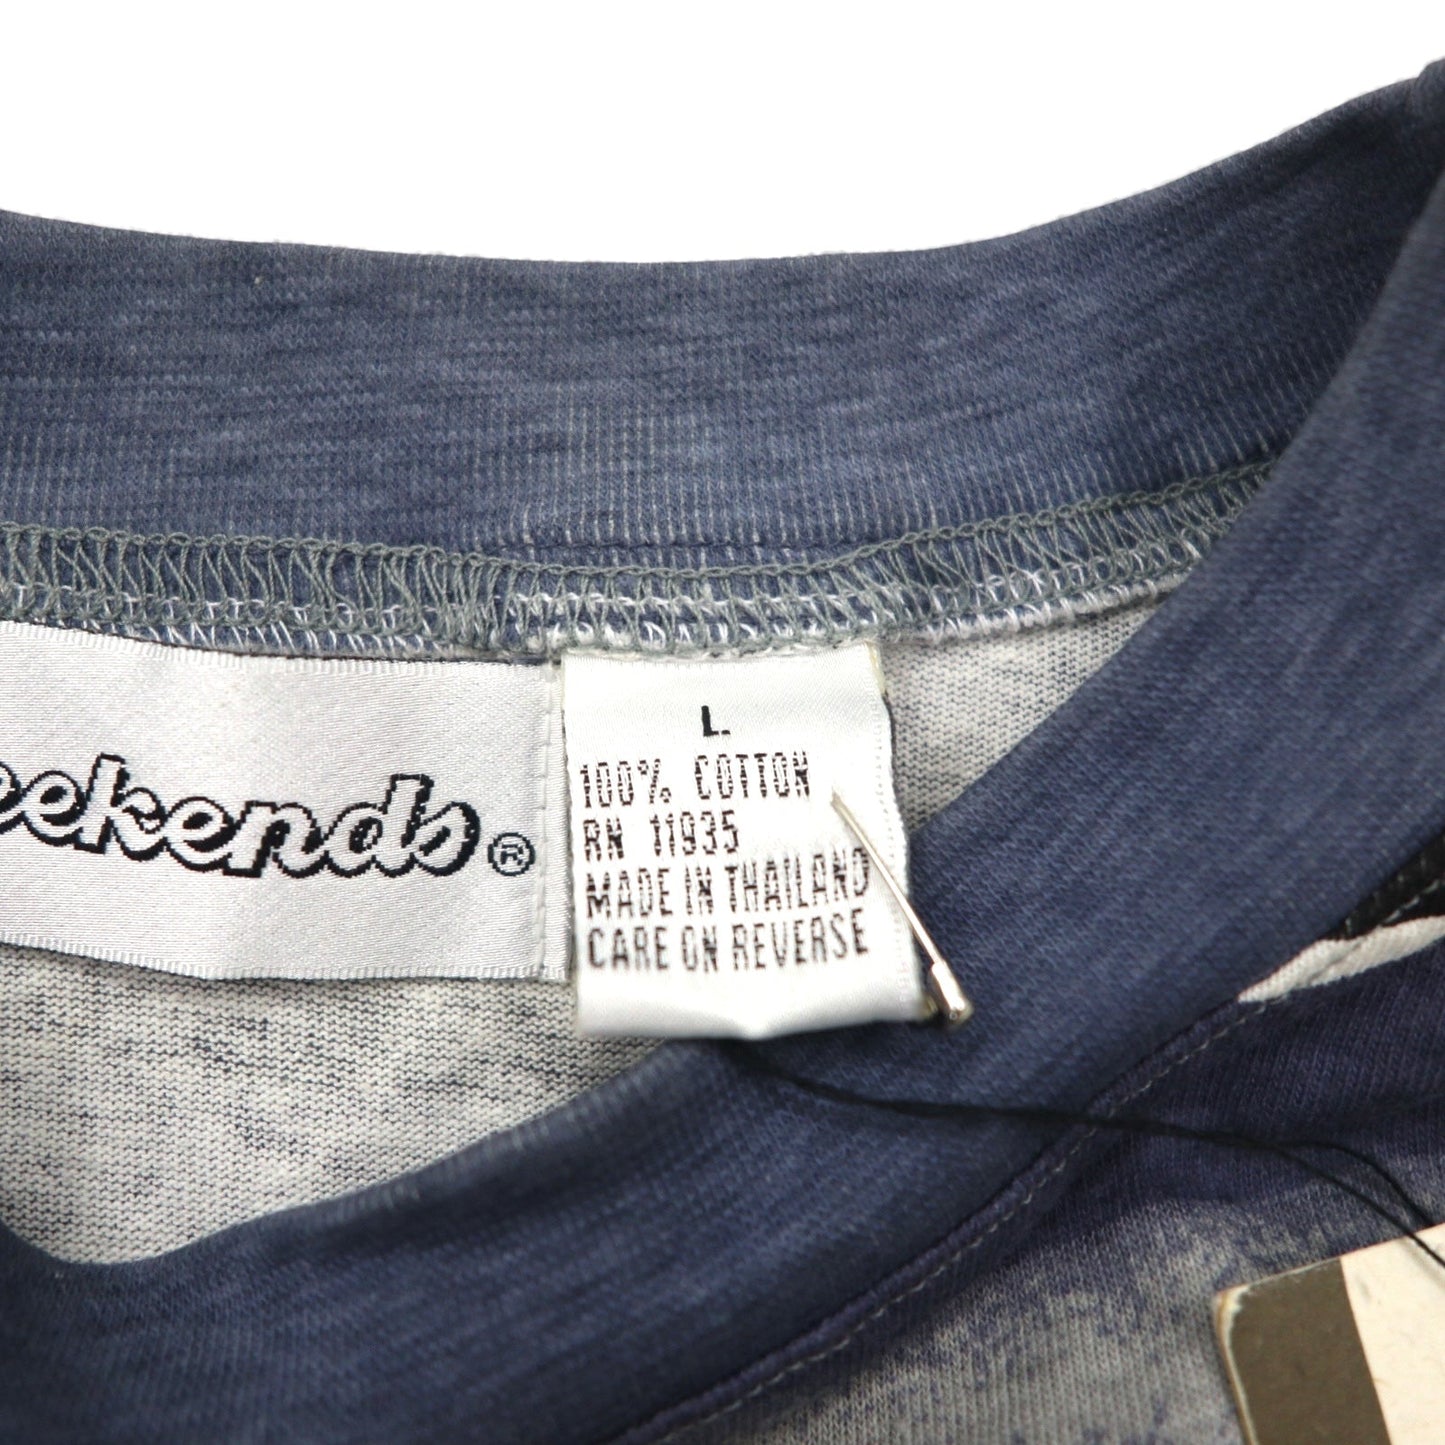 eekends®
L.
100% COTTON
RN 11935
MADE IN THAILAND
CARE ON REVERSE